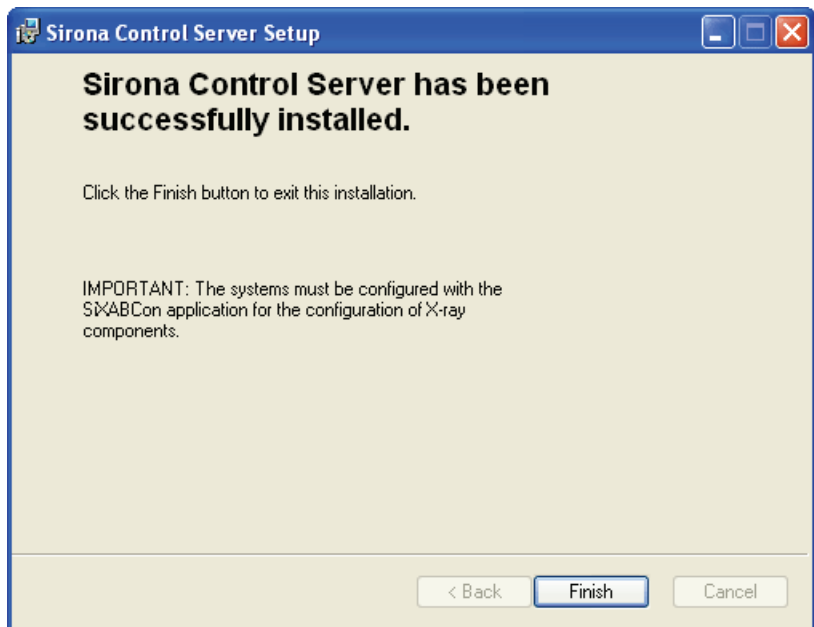 Sirona Control Server Setup
Sirona Control Server has been
successfully installed.
Click the Finish button to exit this installation.
IMPORTANT: The systems must be configured with the
SiXABCon application for the configuration of X-ray
components.
< Back Finish Cancel